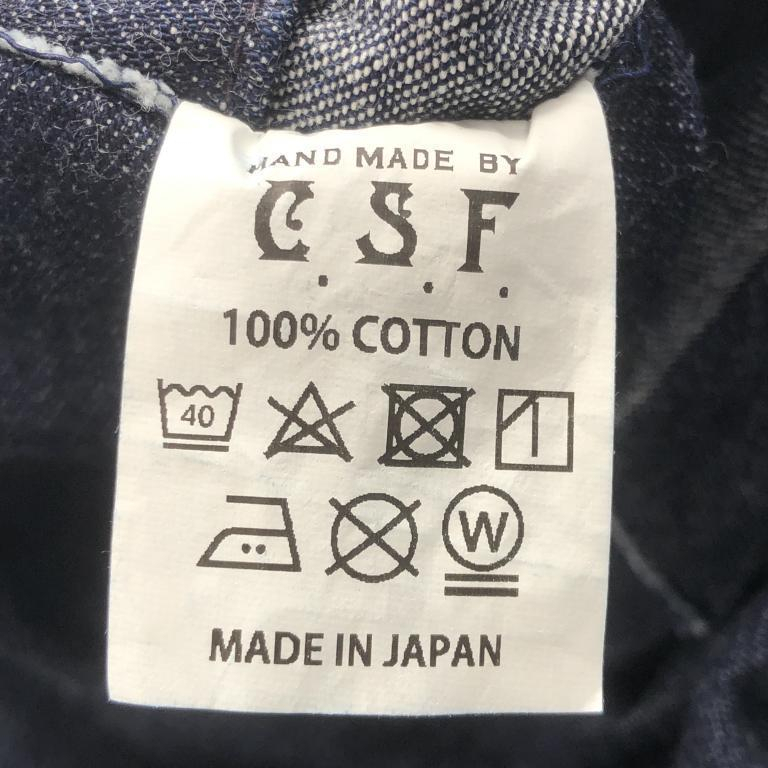 HAND MADE BY
C.S.F.
100% COTTON
40
W
MADE IN JAPAN